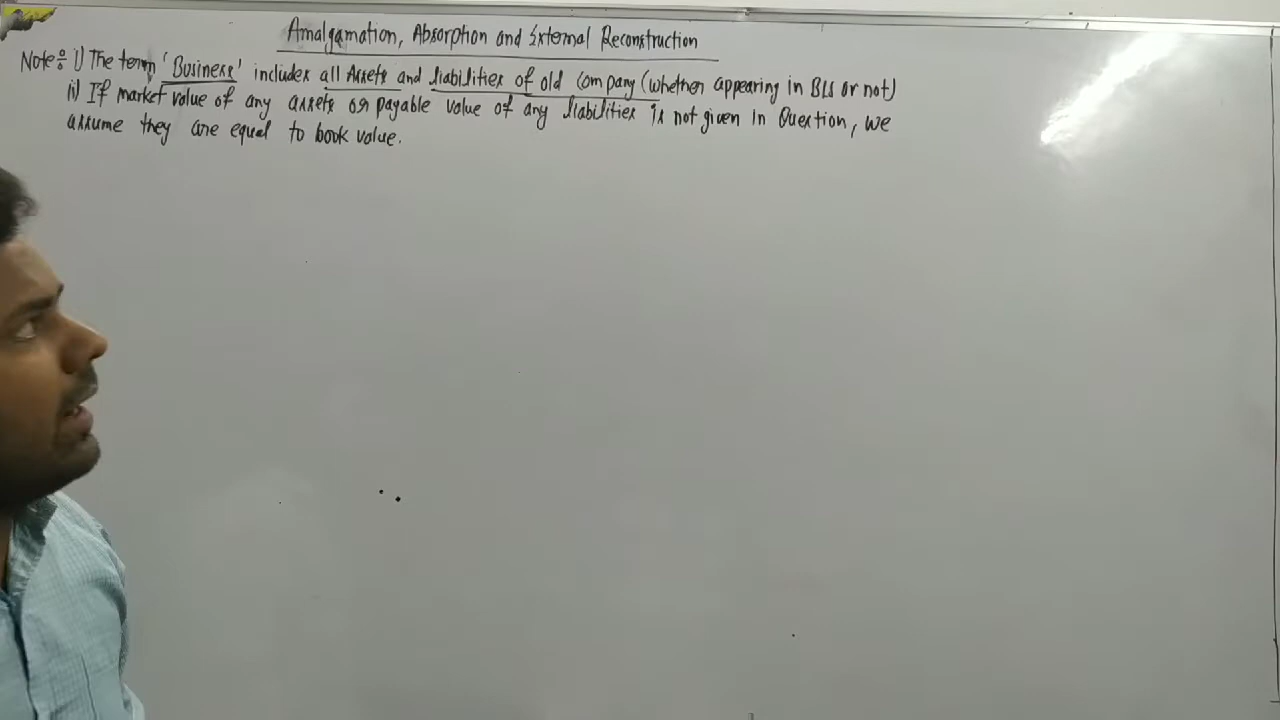 Amalgamation, Absorption and External Reconstruction
Note:- i) The term 'Business' includes all Assets and liabilities of old Company (whether appearing in B/S or not)
ii) If market value of any assets or payable value of any liabilities is not given in Question, we
assume they are equal to book value.